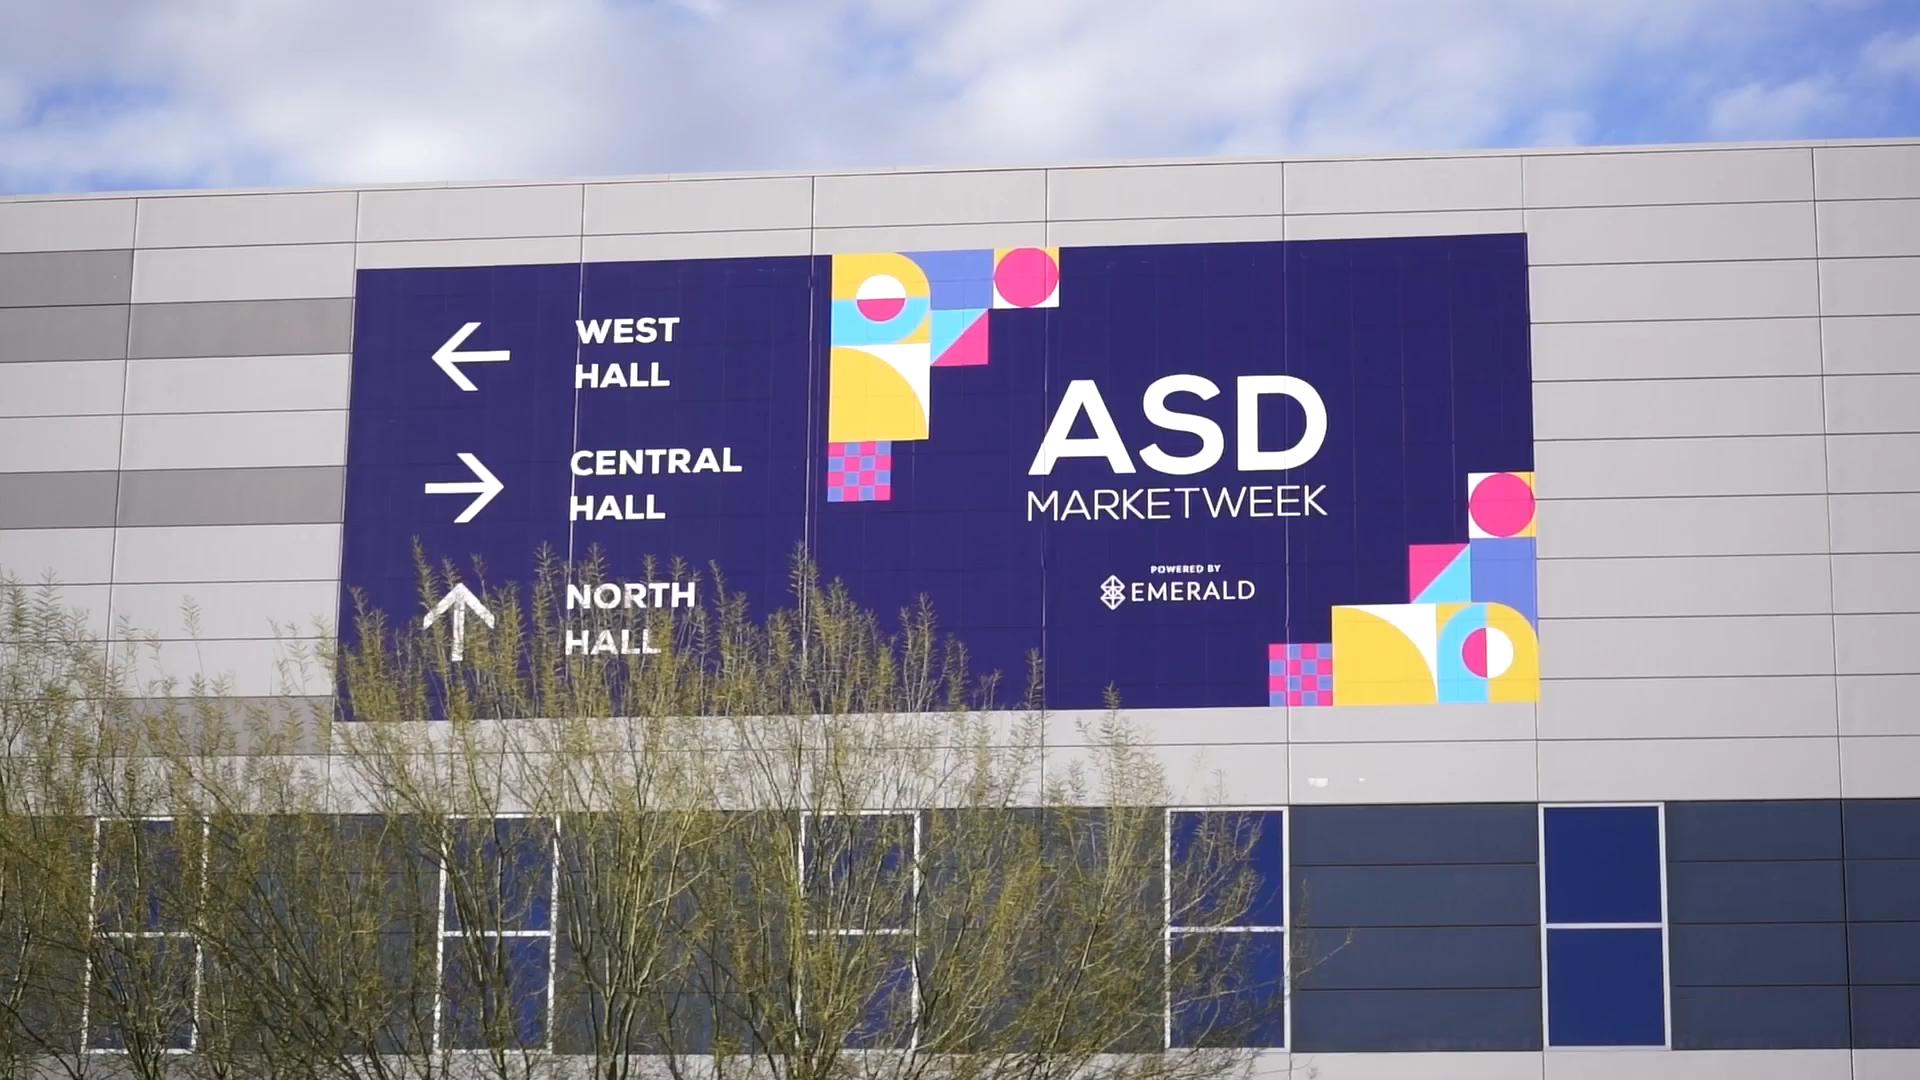 WEST
HALL
CENTRAL
HALL
NORTH
HALL
ASD
MARKETWEEK
POWERED BY
EMERALD